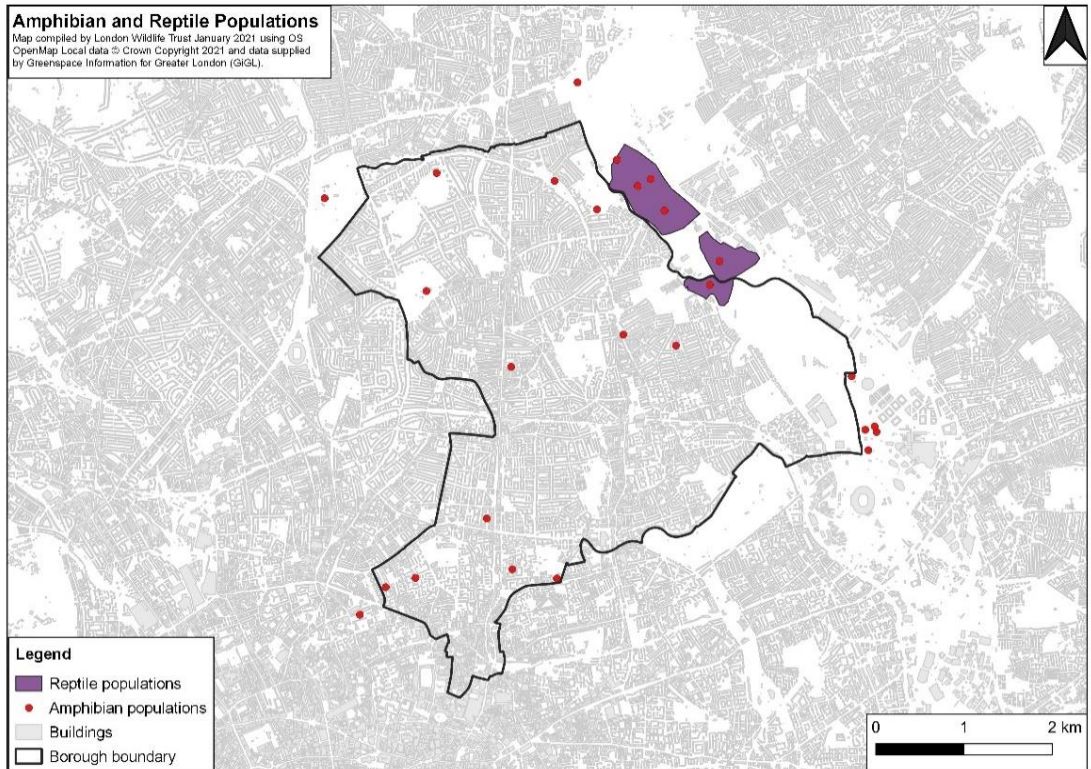 Amphibian and Reptile Populations
Map compiled by London Wildlife Trust January 2021 using OS
OpenMap Local data © Crown Copyright 2021 and data supplied
by Greenspace Information for Greater London (GiGL).
Legend
Reptile populations
Amphibian populations
Buildings
Borough boundary
0 1 2 km